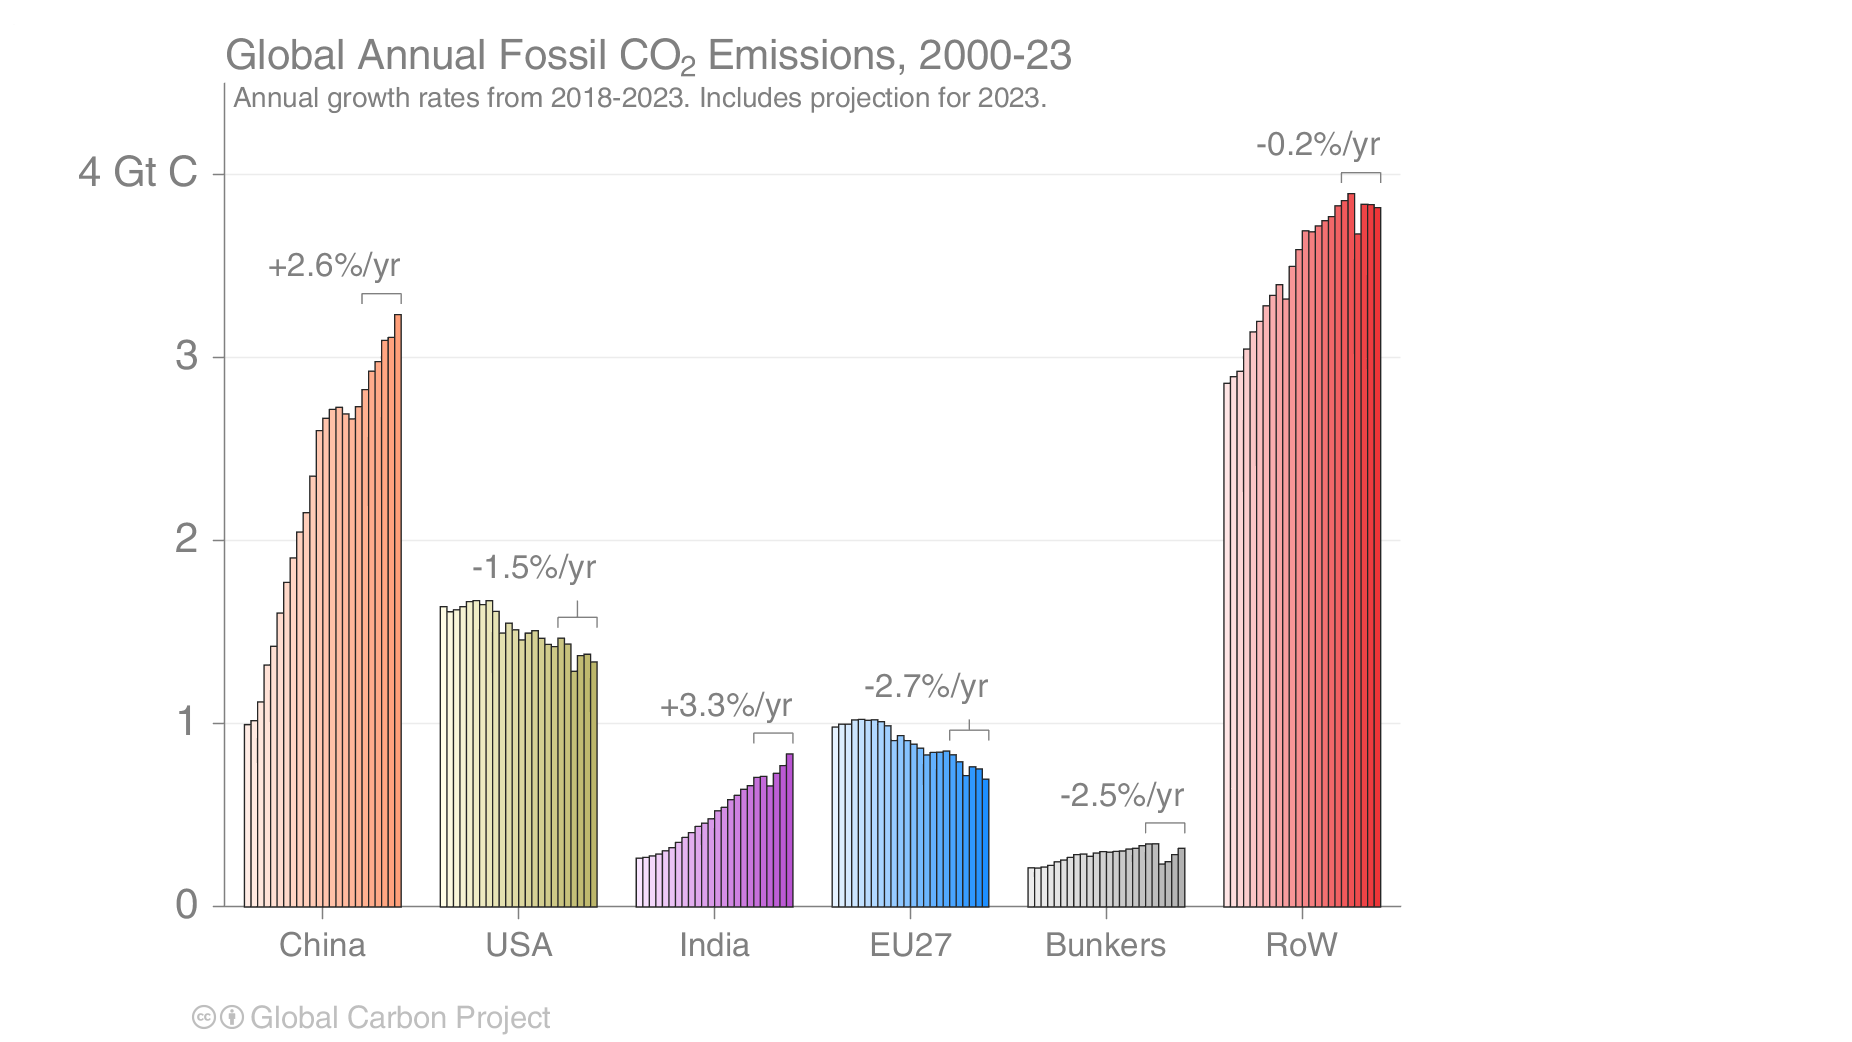 Global Annual Fossil CO₂ Emissions, 2000-23
Annual growth rates from 2018-2023. Includes projection for 2023.
4 Gt C
3
2
1
0
+2.6%/yr
-1.5%/yr
+3.3%/yr
-2.7%/yr
-2.5%/yr
-0.2%/yr
China
USA
India
EU27
Bunkers
RoW
cc Global Carbon Project